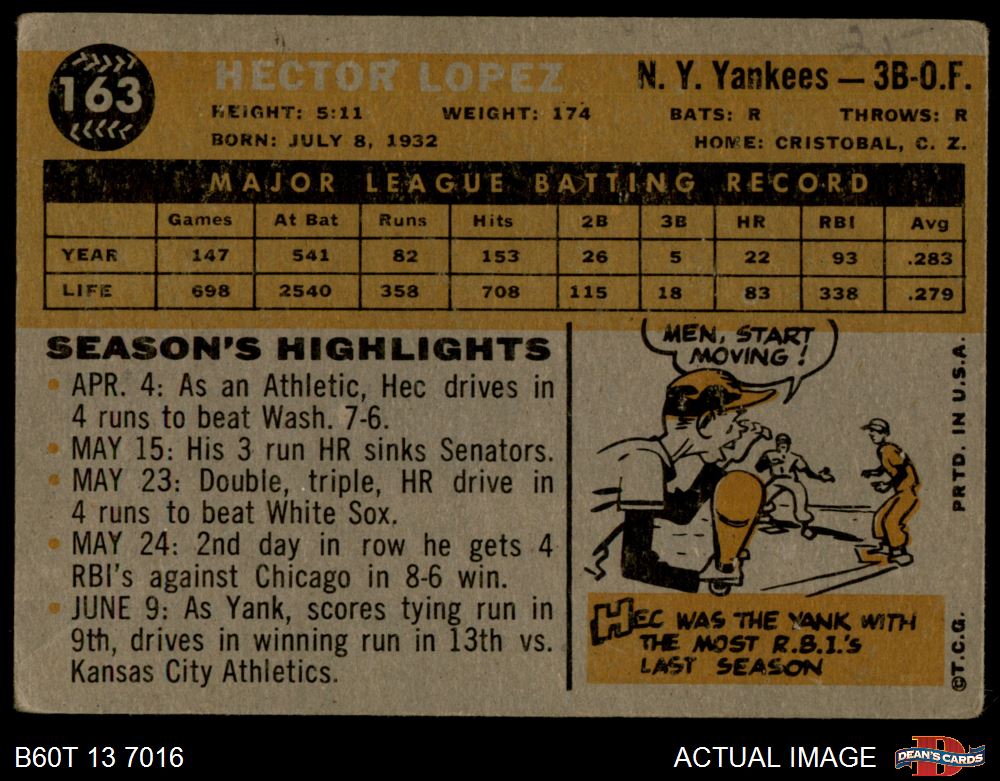 163
HECTOR LOPEZ
N. Y. Yankees — 3B-O.F.
HEIGHT: 5:11 WEIGHT: 174 BATS: R THROWS: R
BORN: JULY 8, 1932 HOME: CRISTOBAL, C. Z.
MAJOR LEAGUE BATTING RECORD
Games At Bat Runs Hits 2B 3B HR RBI Avg
YEAR 147 541 82 153 26 5 22 93 .283
LIFE 698 2540 358 708 115 18 83 338 .279
SEASON'S HIGHLIGHTS
• APR. 4: As an Athletic, Hec drives in
4 runs to beat Wash. 7-6.
• MAY 15: His 3 run HR sinks Senators.
• MAY 23: Double, triple, HR drive in
4 runs to beat White Sox.
• MAY 24: 2nd day in row he gets 4
RBI's against Chicago in 8-6 win.
• JUNE 9: As Yank, scores tying run in
9th, drives in winning run in 13th vs.
Kansas City Athletics.
MEN, START
MOVING!
HEC WAS THE YANK WITH
THE MOST R.B.I.'S
LAST SEASON
©T.C.G. PRTD. IN U.S.A.
B60T 13 7016
ACTUAL IMAGE
D
DEAN'S CARDS